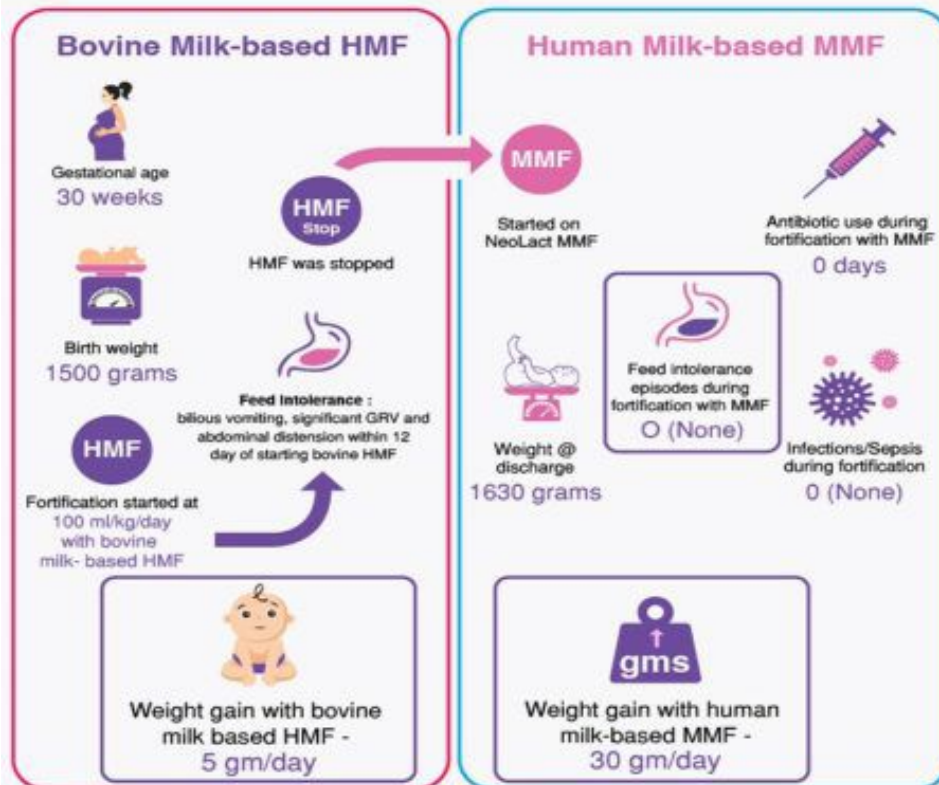 Bovine Milk-based HMF
Gestational age
30 weeks
HMF
Stop
HMF was stopped
Birth weight
1500 grams
Feed Intolerance :
bilious vomiting, significant GRV and
abdominal distension within 12
day of starting bovine HMF
HMF
Fortification started at
100 ml/kg/day
with bovine
milk- based HMF
Weight gain with bovine
milk based HMF -
5 gm/day
Human Milk-based MMF
MMF
Started on
NeoLact MMF
Antibiotic use during
fortification with MMF
0 days
Feed intolerance
episodes during
fortification with MMF
O (None)
Weight @
discharge
1630 grams
Infections/Sepsis
during fortification
0 (None)
gms
Weight gain with human
milk-based MMF -
30 gm/day